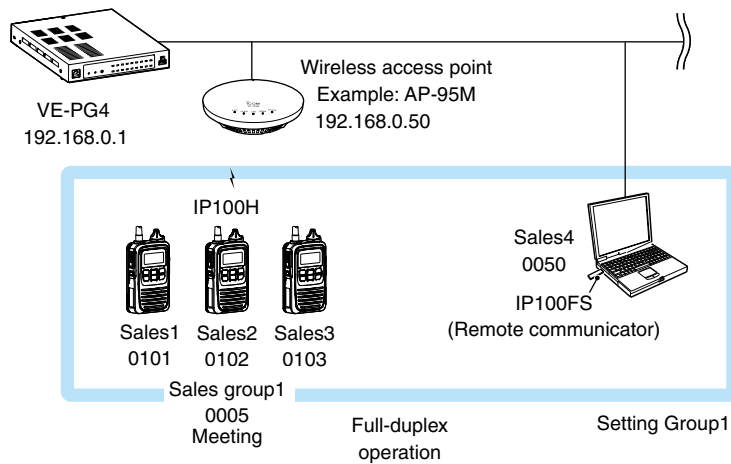 VE-PG4
192.168.0.1
Wireless access point
Example: AP-95M
192.168.0.50
IP100H
Sales1
0101
Sales2
0102
Sales3
0103
Sales4
0050
IP100FS
(Remote communicator)
Sales group1
0005
Meeting
Full-duplex
operation
Setting Group1